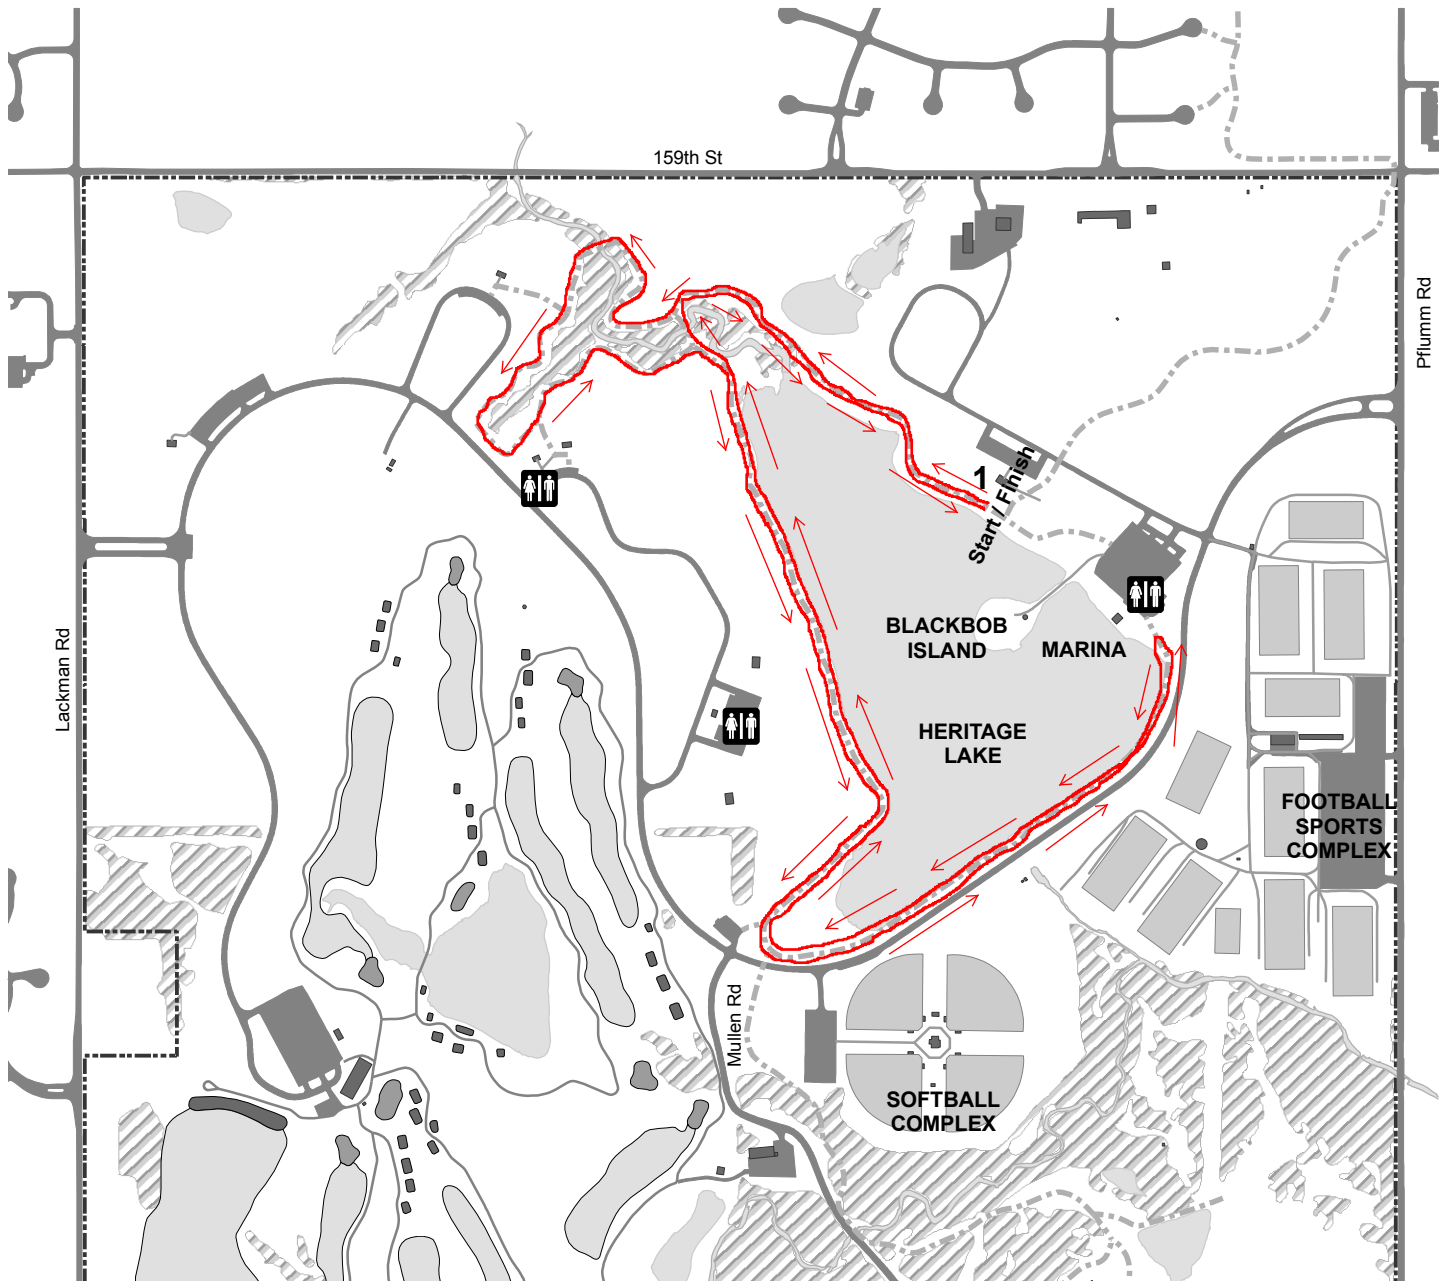 159th St
Pflumm Rd
1
Start / Finish
BLACKBOB
ISLAND
MARINA
Lackman Rd
HERITAGE
LAKE
FOOTBALL
SPORTS
COMPLEX
Mullen Rd
SOFTBALL
COMPLEX